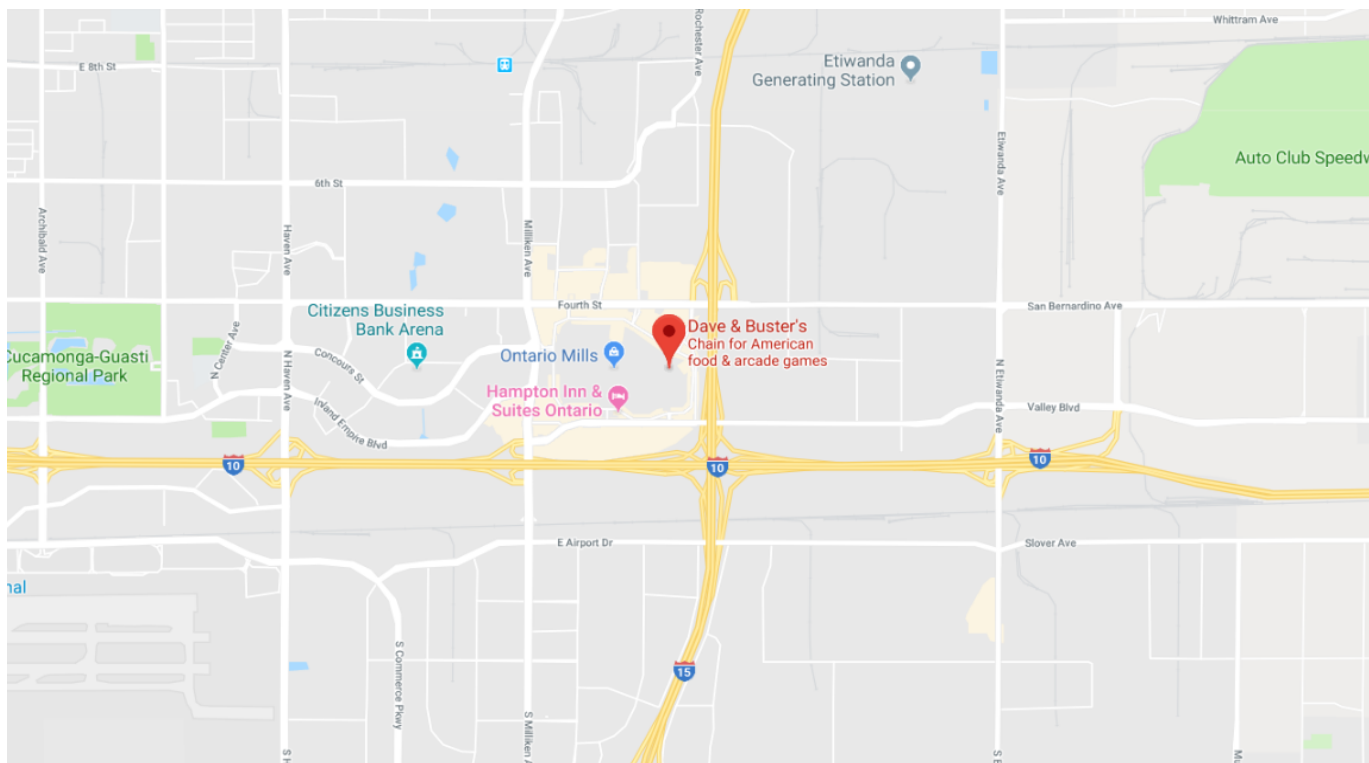 Whittram Ave
Rochester Ave
E 8th St
Etiwanda
Generating Station
Etiwanda Ave
Auto Club Speedw
6th St
Archibald Ave
Haven Ave
Milliken Ave
Fourth St
San Bernardino Ave
Citizens Business
Bank Arena
Dave & Buster's
Chain for American
food & arcade games
N Center Ave
Concours St
Ontario Mills
Cucamonga-Guasti
Regional Park
N Haven Ave
Hampton Inn &
Suites Ontario
N Etiwanda Ave
Valley Blvd
Inland Empire Blvd
10
10
10
E Airport Dr
Slover Ave
nal
S Commerce Pkwy
15
S Milliken A
S H
S E
Mu